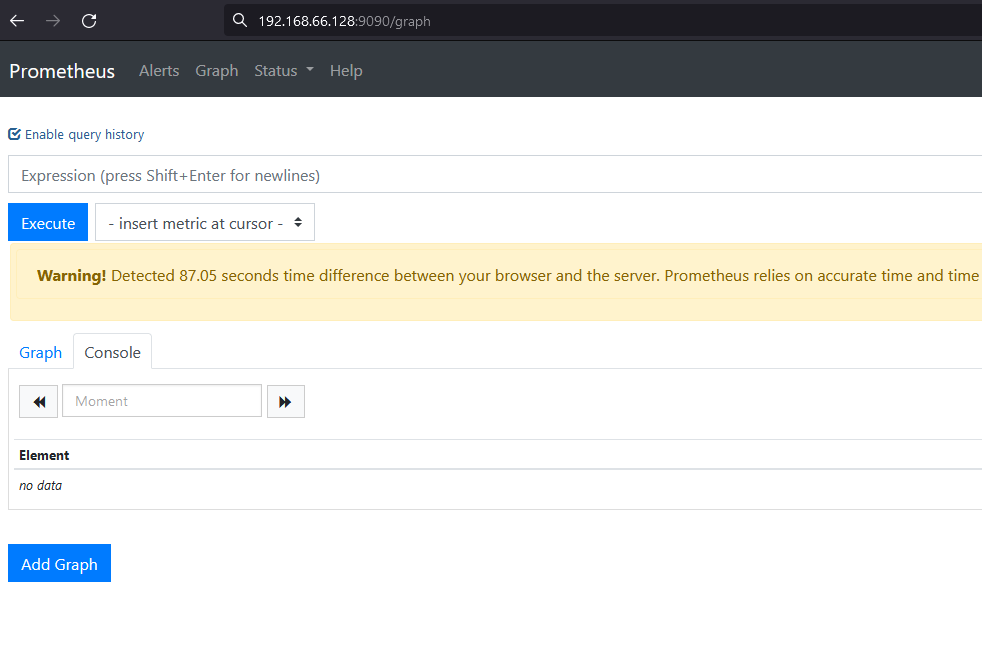 192.168.66.128:9090/graph
Prometheus Alerts Graph Status Help
Enable query history
Expression (press Shift+Enter for newlines)
Execute - insert metric at cursor -
Warning! Detected 87.05 seconds time difference between your browser and the server. Prometheus relies on accurate time and time
Graph Console
Moment
Element
no data
Add Graph